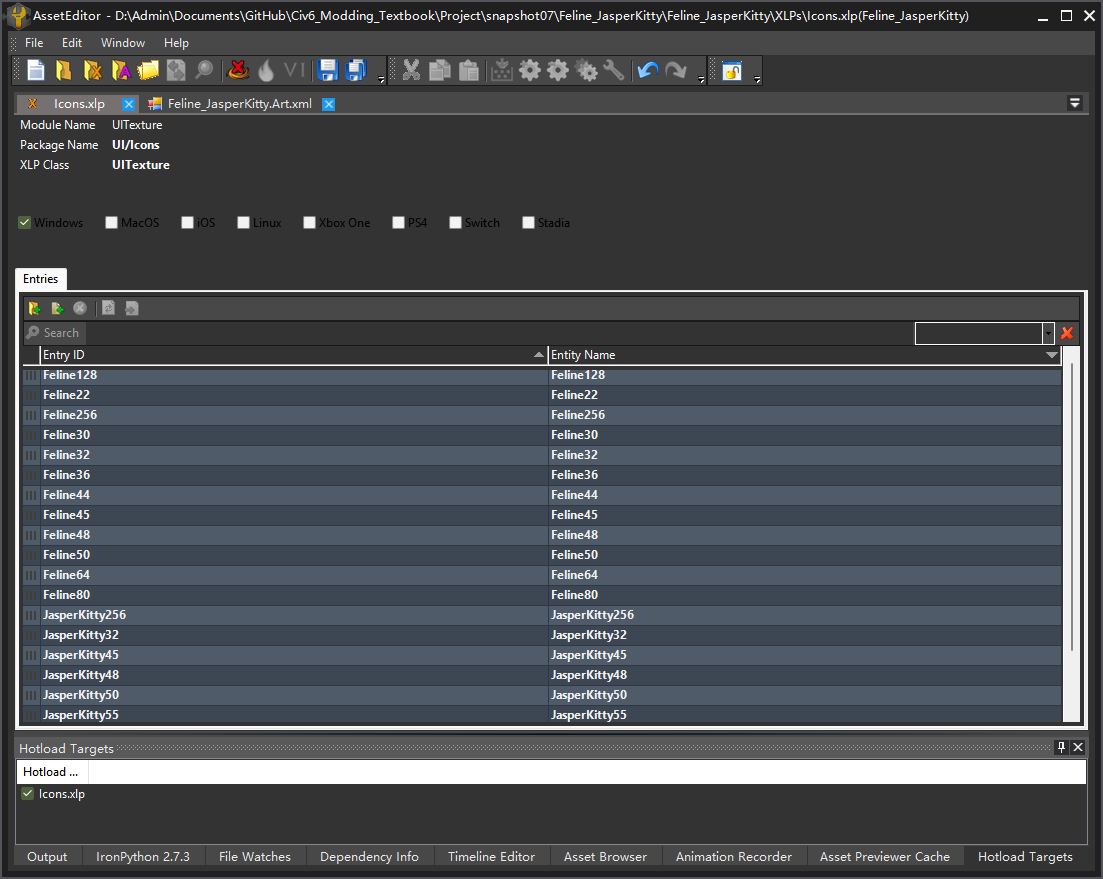 AssetEditor - D:\Admin\Documents\GitHub\Civ6_Modding_Textbook\Project\snapshot07\Feline_JasperKitty\Feline_JasperKitty\XLPs\Icons.xlp(Feline_JasperKitty)
File Edit Window Help
VI
Icons.xlp Feline_JasperKitty.Art.xml
Module Name UITexture
Package Name UI/Icons
XLP Class UITexture
Windows MacOS iOS Linux Xbox One PS4 Switch Stadia
Entries
Search
Entry ID Entity Name
Feline128 Feline128
Feline22 Feline22
Feline256 Feline256
Feline30 Feline30
Feline32 Feline32
Feline36 Feline36
Feline44 Feline44
Feline45 Feline45
Feline48 Feline48
Feline50 Feline50
Feline64 Feline64
Feline80 Feline80
JasperKitty256 JasperKitty256
JasperKitty32 JasperKitty32
JasperKitty45 JasperKitty45
JasperKitty48 JasperKitty48
JasperKitty50 JasperKitty50
JasperKitty55 JasperKitty55
Hotload Targets
Hotload ...
Icons.xlp
Output IronPython 2.7.3 File Watches Dependency Info Timeline Editor Asset Browser Animation Recorder Asset Previewer Cache Hotload Targets